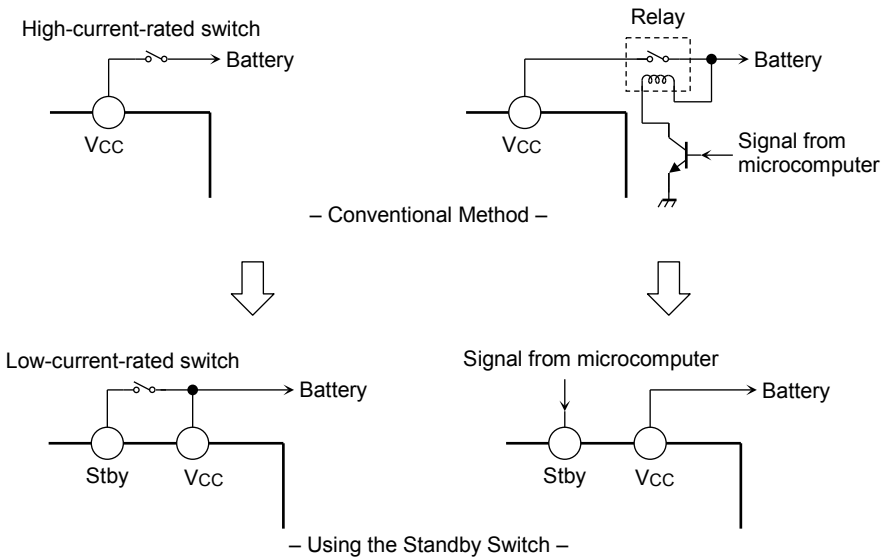 High-current-rated switch
Battery
VCC
Relay
Battery
VCC
Signal from
microcomputer
– Conventional Method –
Low-current-rated switch
Battery
Stby
VCC
Signal from microcomputer
Battery
Stby
VCC
– Using the Standby Switch –